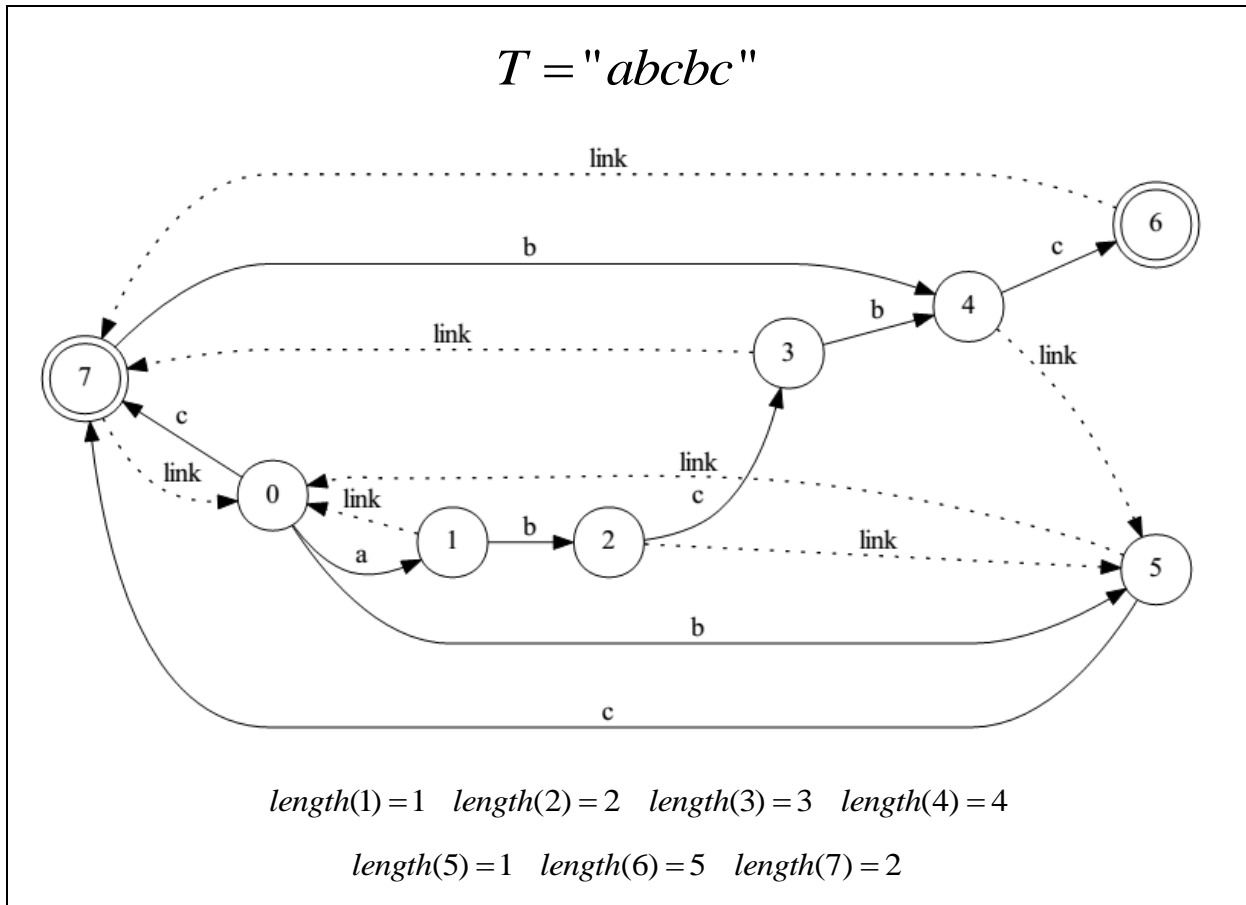 T = "abcbc"
link
6
b
c
4
b
link
3
link
7
c
link
link
0
link
c
1
b
2
link
a
5
b
c
length(1) = 1 length(2) = 2 length(3) = 3 length(4) = 4
length(5) = 1 length(6) = 5 length(7) = 2